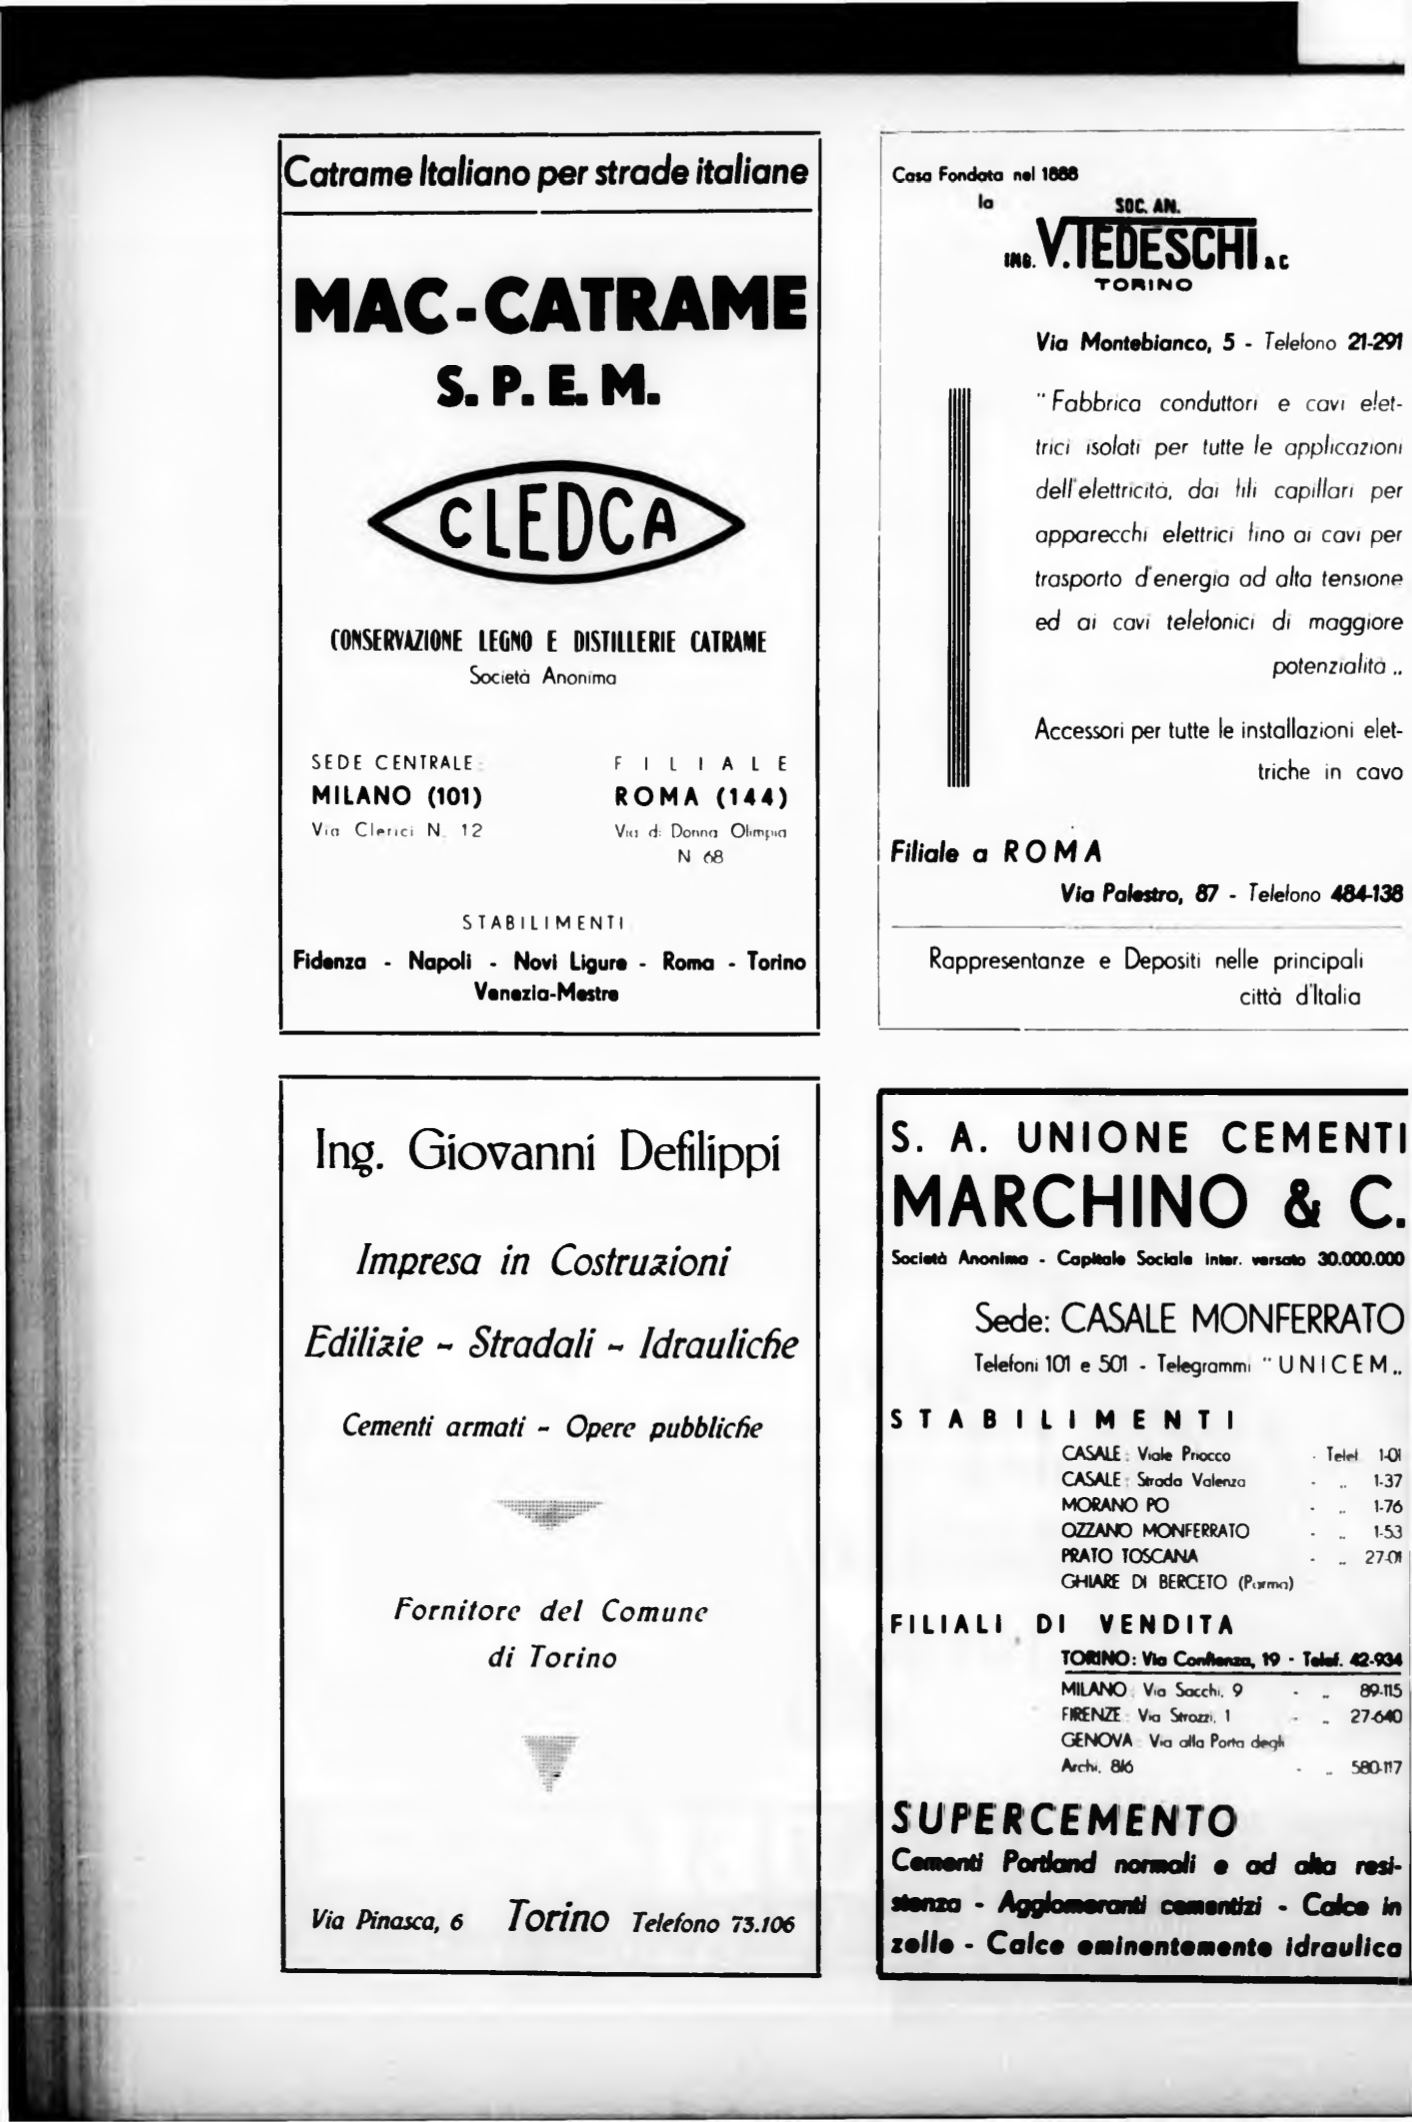 Catrame Italiano per strade italiane
MAC-CATRAME
S. P. E. M.
CLEDCA
CONSERVAZIONE LEGNO E DISTILLERIE CATRAME
Società Anonima
SEDE CENTRALE:
MILANO (101)
Via Clerici N. 12
FILIALE
ROMA (144)
Via di Donna Olimpia
N 68
STABILIMENTI
Fidenza - Napoli - Novi Ligure - Roma - Torino
Venezia-Mestre
Casa Fondata nel 1888
la
SOC. AN.
ING. V. TEDESCHI & C
TORINO
Via Montebianco, 5 - Telefono 21-291
" Fabbrica conduttori e cavi elet-
trici isolati per tutte le applicazioni
dell'elettricità, dai fili capillari per
apparecchi elettrici fino ai cavi per
trasporto d'energia ad alta tensione
ed ai cavi telefonici di maggiore
potenzialità „
Accessori per tutte le installazioni elet-
triche in cavo
Filiale a ROMA
Via Palestro, 87 - Telefono 484-138
Rappresentanze e Depositi nelle principali
città d'Italia
Ing. Giovanni Defilippi
Impresa in Costruzioni
Edilizie - Stradali - Idrauliche
Cementi armati - Opere pubbliche
Fornitore del Comune
di Torino
Via Pinasca, 6 Torino Telefono 73.106
S. A. UNIONE CEMENTI
MARCHINO & C.
Società Anonima - Capitale Sociale inter. versato 30.000.000
Sede: CASALE MONFERRATO
Telefoni 101 e 501 - Telegrammi " UNICEM „
STABILIMENTI
CASALE: Viale Priocco - Telef. 1-01
CASALE: Strada Valenza - „ 1-37
MORANO PO - „ 1-76
OZZANO MONFERRATO - „ 1-53
PRATO TOSCANA - „ 27-01
GHIARE DI BERCETO (Parma)
FILIALI DI VENDITA
TORINO: Via Confienza, 19 - Telef. 42-934
MILANO: Via Sacchi, 9 - „ 89-115
FIRENZE: Via Strozzi, 1 - „ 27-640
GENOVA: Via alla Porta degli
Archi, 8/6 - „ 580-117
SUPERCEMENTO
Cementi Portland normali e ad alta resi-
stenza - Agglomeranti cementizi - Calce in
zolle - Calce eminentemente idraulica